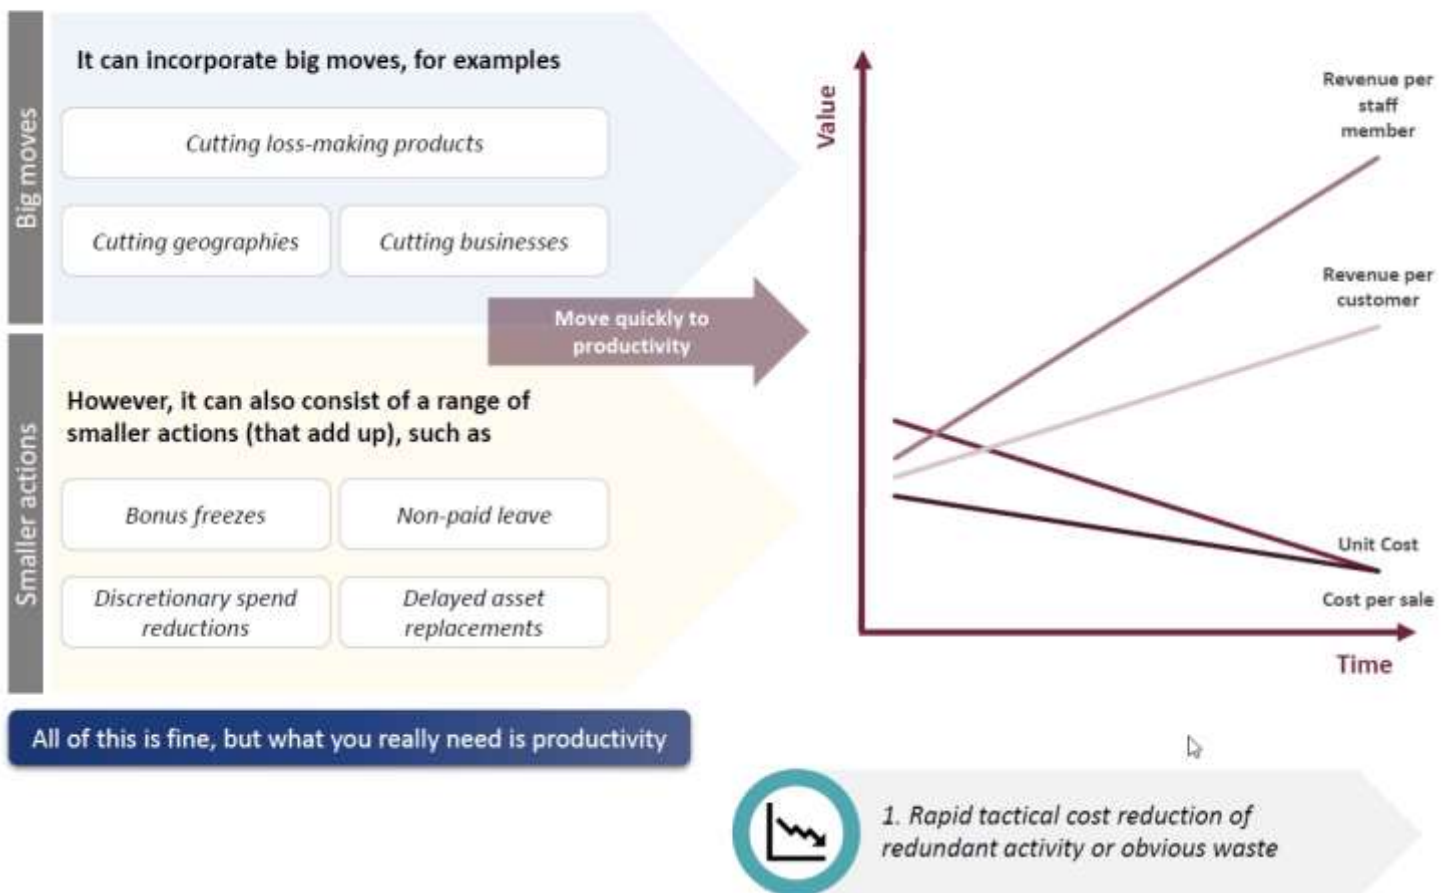 Big moves
It can incorporate big moves, for examples
Cutting loss-making products
Cutting geographies
Cutting businesses
Move quickly to
productivity
Smaller actions
However, it can also consist of a range of
smaller actions (that add up), such as
Bonus freezes
Non-paid leave
Discretionary spend
reductions
Delayed asset
replacements
All of this is fine, but what you really need is productivity
Value
Revenue per
staff
member
Revenue per
customer
Unit Cost
Cost per sale
Time
1. Rapid tactical cost reduction of
redundant activity or obvious waste